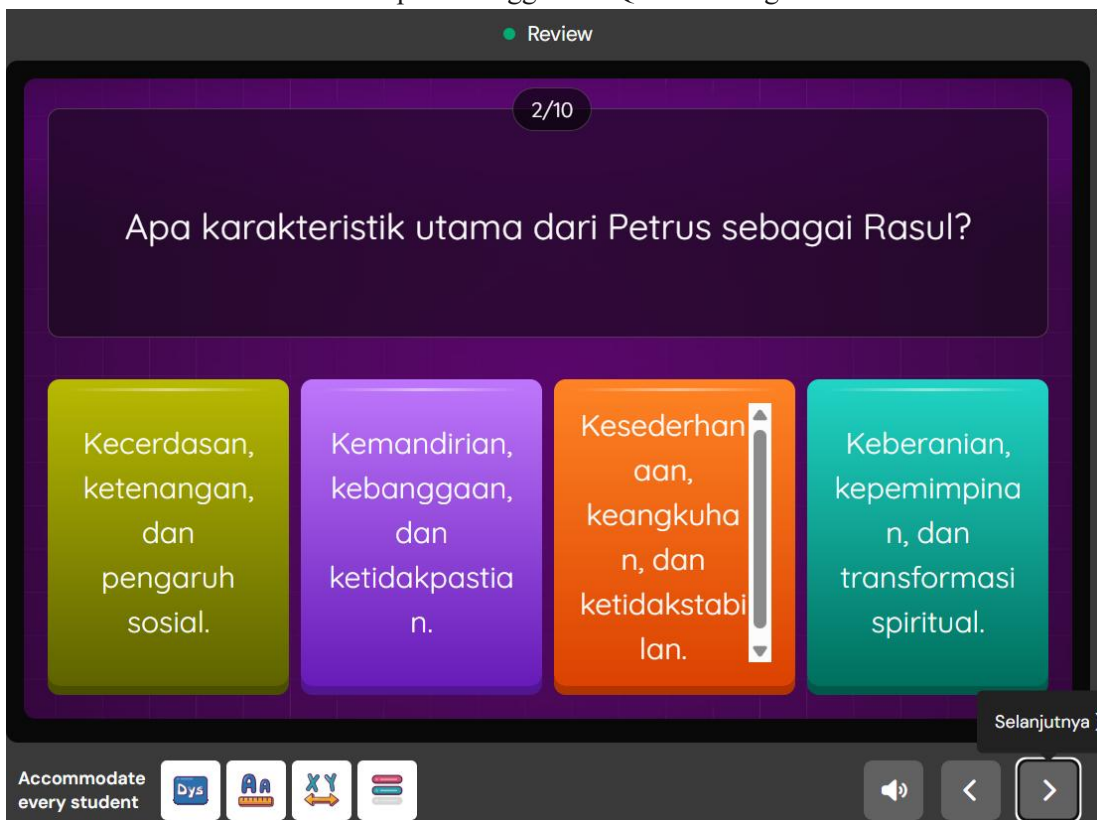 Review
2/10
Apa karakteristik utama dari Petrus sebagai Rasul?
Kecerdasan,
ketenangan,
dan
pengaruh
sosial.
Kemandirian,
kebanggaan,
dan
ketidakpastia
n.
Kesederhan
aan,
keangkuha
n, dan
ketidakstabi
lan.
Keberanian,
kepemimpina
n, dan
transformasi
spiritual.
Selanjutnya
Accommodate
every student
Dys
Aa
XY